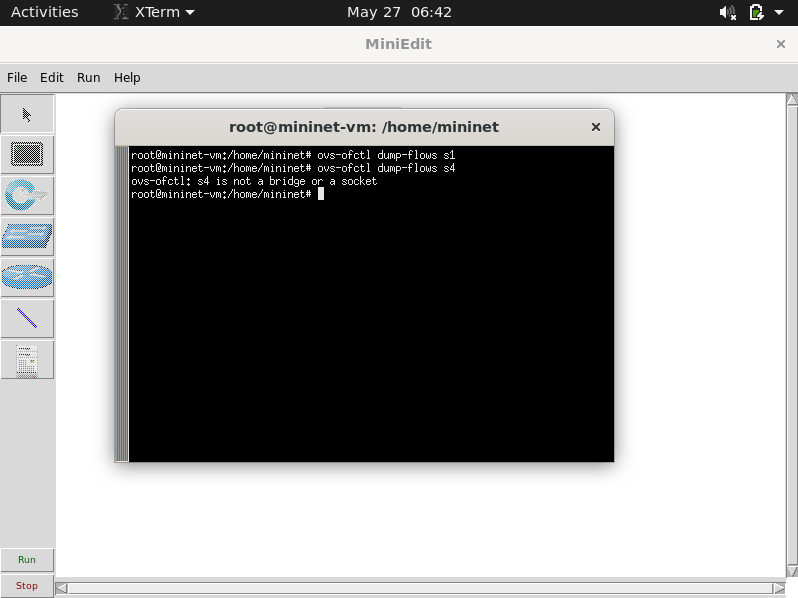 Activities XTerm May 27 06:42
MiniEdit
File Edit Run Help
root@mininet-vm: /home/mininet
root@mininet-vm:/home/mininet# ovs-ofctl dump-flows s1
root@mininet-vm:/home/mininet# ovs-ofctl dump-flows s4
ovs-ofctl: s4 is not a bridge or a socket
root@mininet-vm:/home/mininet#
Run
Stop